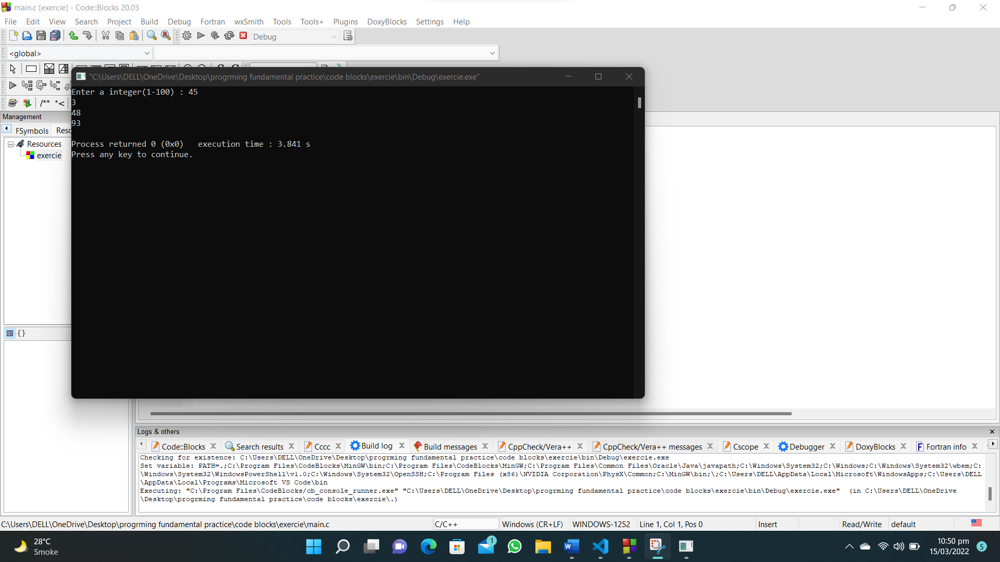 main.c [exercie] - Code::Blocks 20.03
File Edit View Search Project Build Debug Fortran wxSmith Tools Tools+ Plugins DoxyBlocks Settings Help
Debug
<global>
"C:\Users\DELL\OneDrive\Desktop\progrming fundamental practice\code blocks\exercie\bin\Debug\exercie.exe"
Enter a integer(1-100) : 45
3
48
93
Process returned 0 (0x0)   execution time : 3.841 s
Press any key to continue.
/** *<
Management
FSymbols
Resources
exercie
{}
Logs & others
Code::Blocks Search results Cccc Build log Build messages CppCheck/Vera++ CppCheck/Vera++ messages Cscope Debugger DoxyBlocks Fortran info
Checking for existence: C:\Users\DELL\OneDrive\Desktop\progrming fundamental practice\code blocks\exercie\bin\Debug\exercie.exe
Set variable: PATH=.;C:\Program Files\CodeBlocks\MinGW\bin;C:\Program Files\CodeBlocks\MinGW;C:\Program Files\Common Files\Oracle\Java\javapath;C:\Windows\System32;C:\Windows;C:\Windows\System32\wbem;C:
\Windows\System32\WindowsPowerShell\v1.0;C:\Windows\System32\OpenSSH;C:\Program Files (x86)\NVIDIA Corporation\PhysX\Common;C:\MinGW\bin;\;C:\Users\DELL\AppData\Local\Microsoft\WindowsApps;C:\Users\DELL
\AppData\Local\Programs\Microsoft VS Code\bin
Executing: "C:\Program Files\CodeBlocks/cb_console_runner.exe" "C:\Users\DELL\OneDrive\Desktop\progrming fundamental practice\code blocks\exercie\bin\Debug\exercie.exe"  (in C:\Users\DELL\OneDrive
\Desktop\progrming fundamental practice\code blocks\exercie\.)
C:\Users\DELL\OneDrive\Desktop\progrming fundamental practice\code blocks\exercie\main.c C/C++ Windows (CR+LF) WINDOWS-1252 Line 1, Col 1, Pos 0 Insert Read/Write default
28°C
Smoke
1
10:50 pm
15/03/2022
5